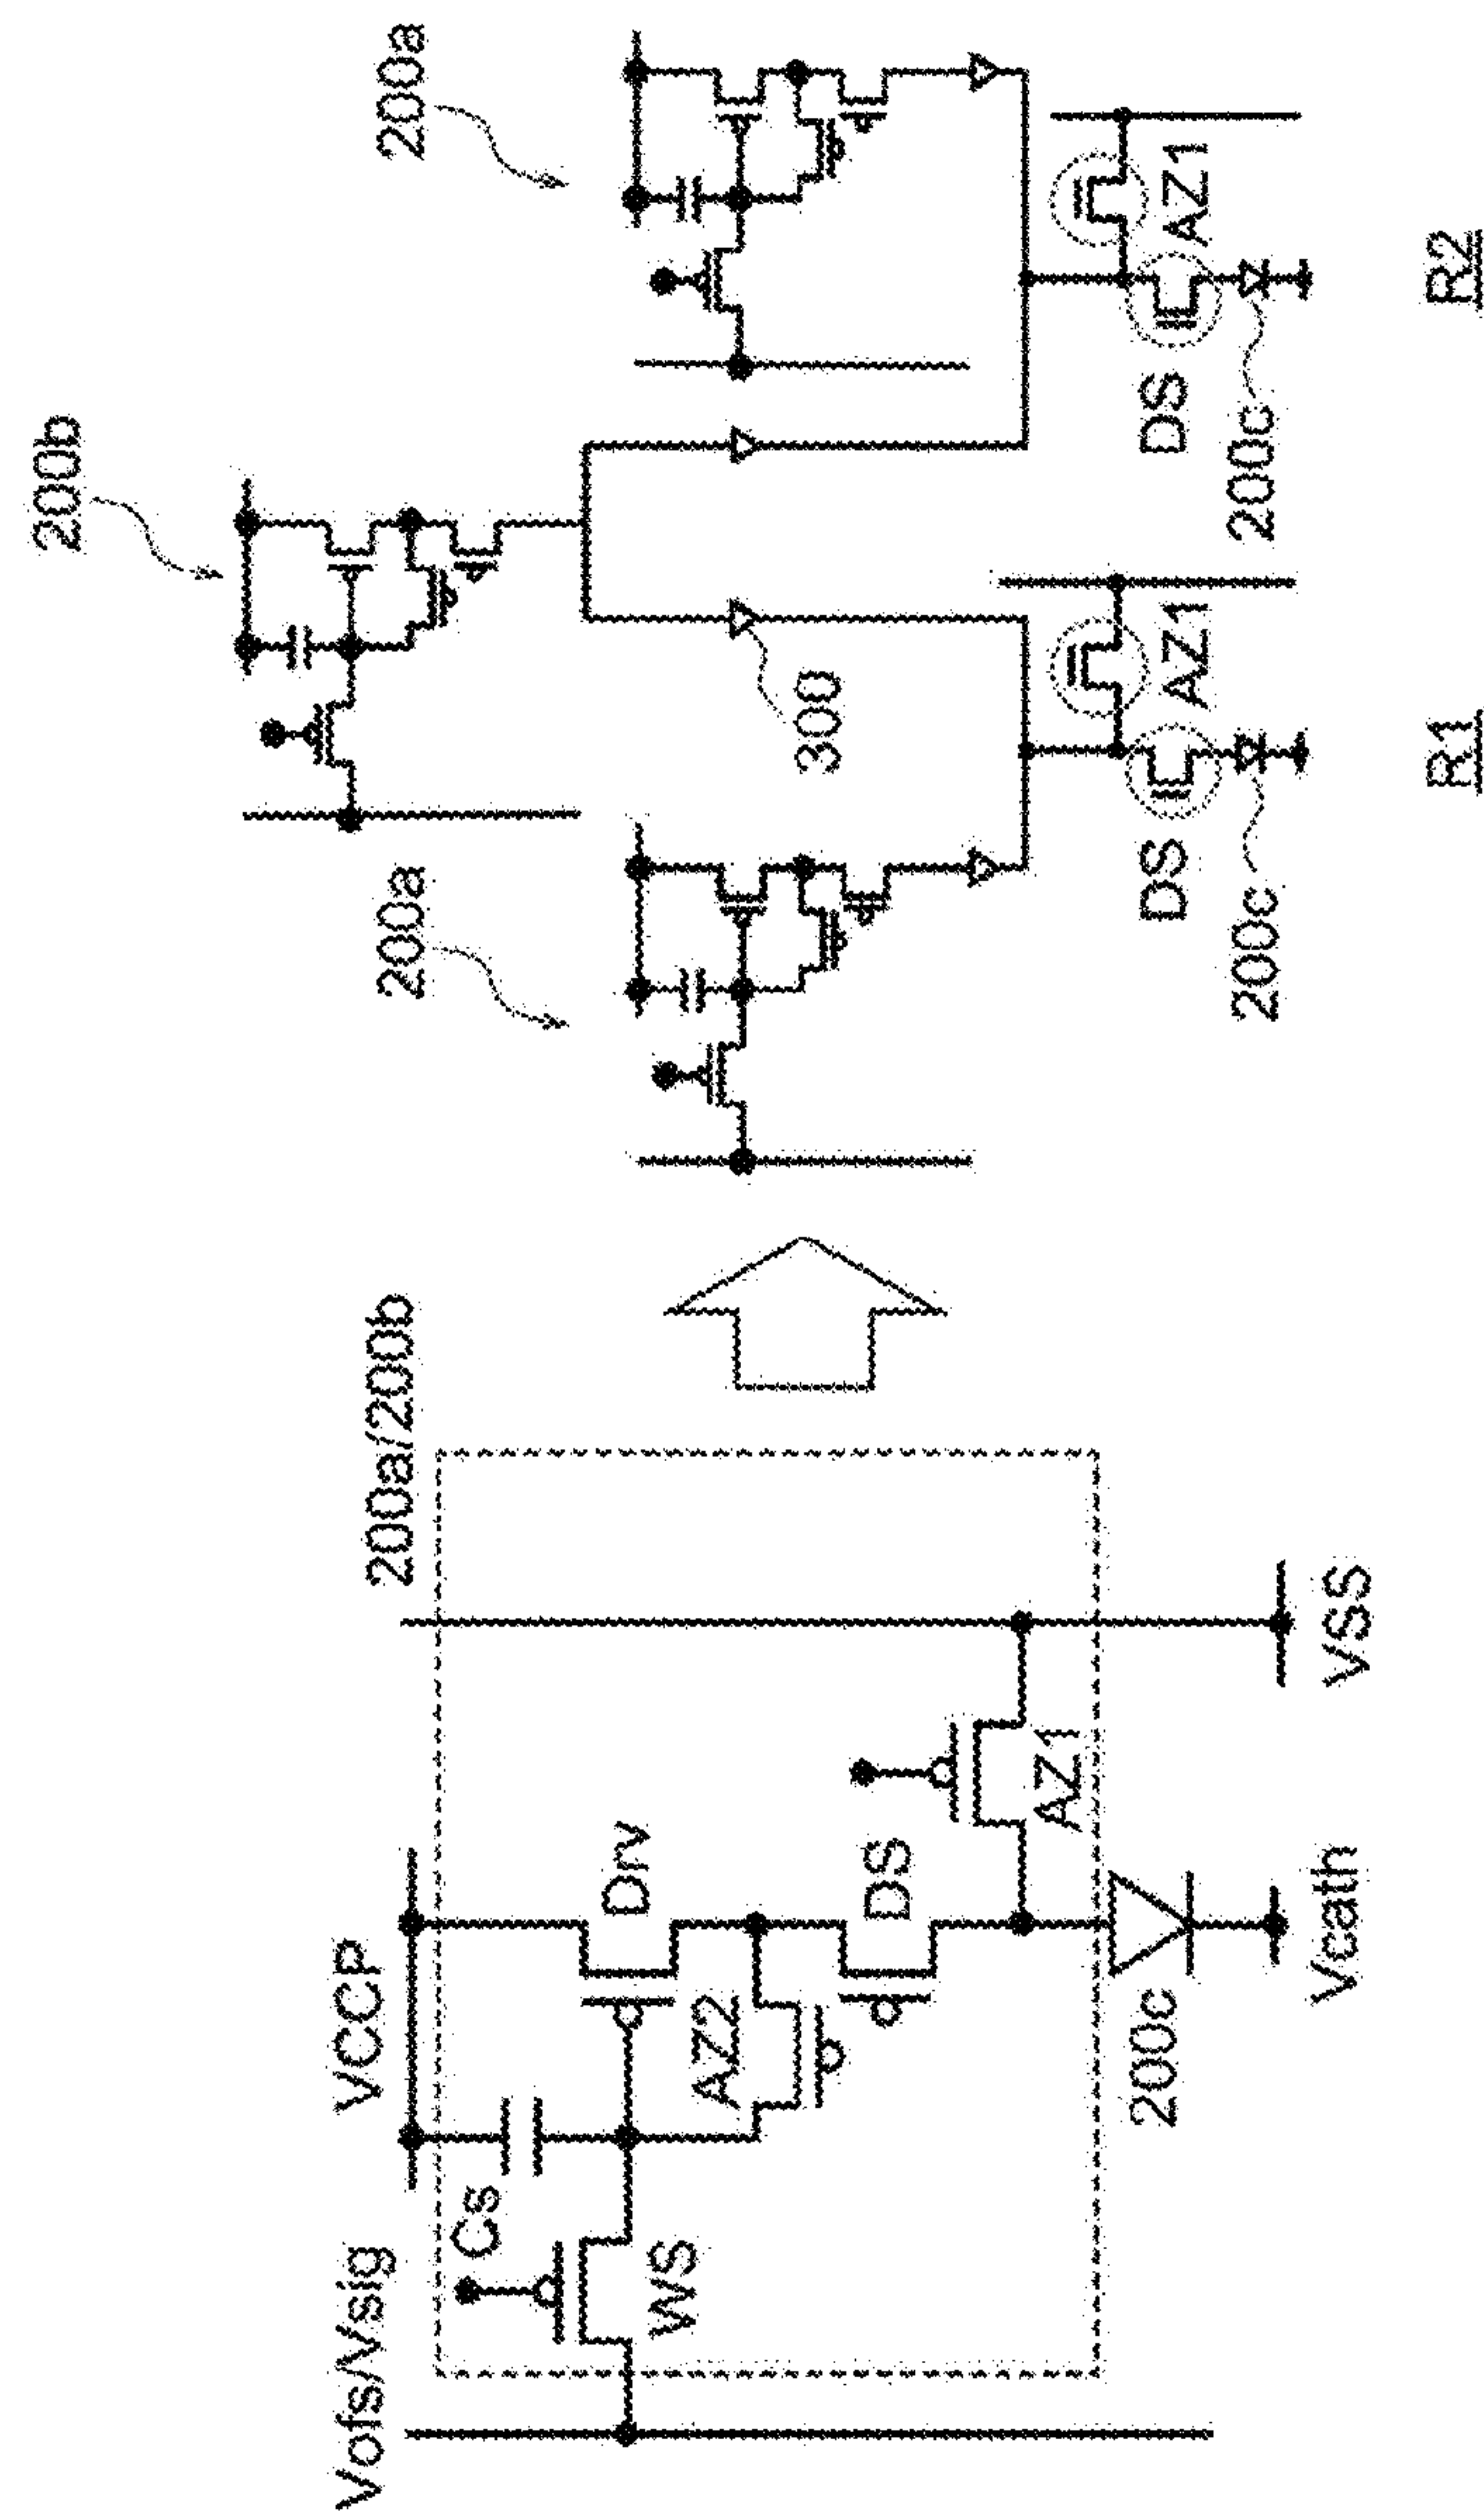 Vofs/Vsig
VCCP
200a/200b
Cs
WS
Drv
AZ2
DS
AZ1
200c
Vcath
VSS
200b
200a
200a
300
DS
AZ1
200c
DS
AZ1
200c
R1
R2